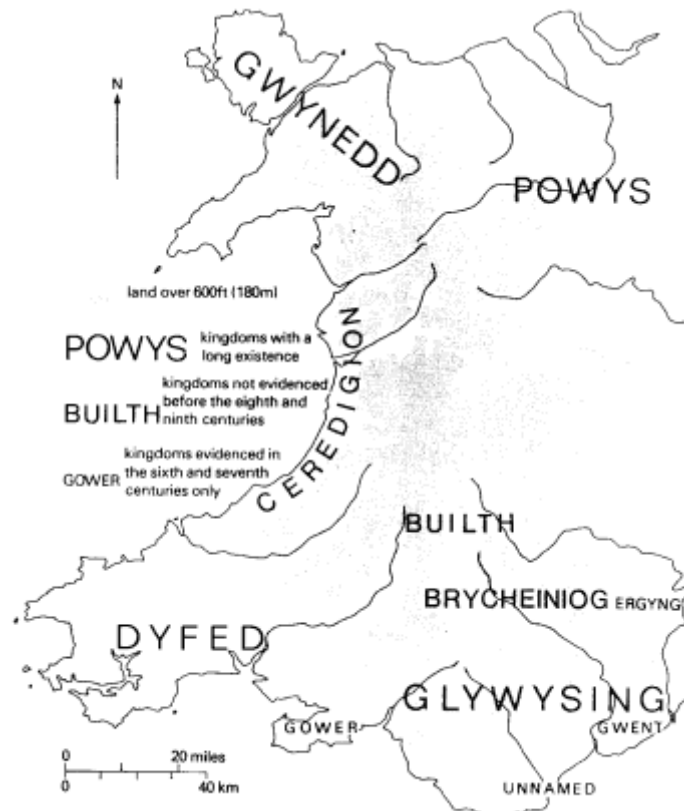 GWYNEDD
N
POWYS
land over 600ft (180m)
POWYS kingdoms with a
long existence
CEREDIGION
kingdoms not evidenced
before the eighth and
BUILTH ninth centuries
kingdoms evidenced in
the sixth and seventh
GOWER centuries only
BUILTH
BRYCHEINIOG ERGYNG
DYFED
GLYWYSING
GOWER
GWENT
0 20 miles
0 40 km
UNNAMED